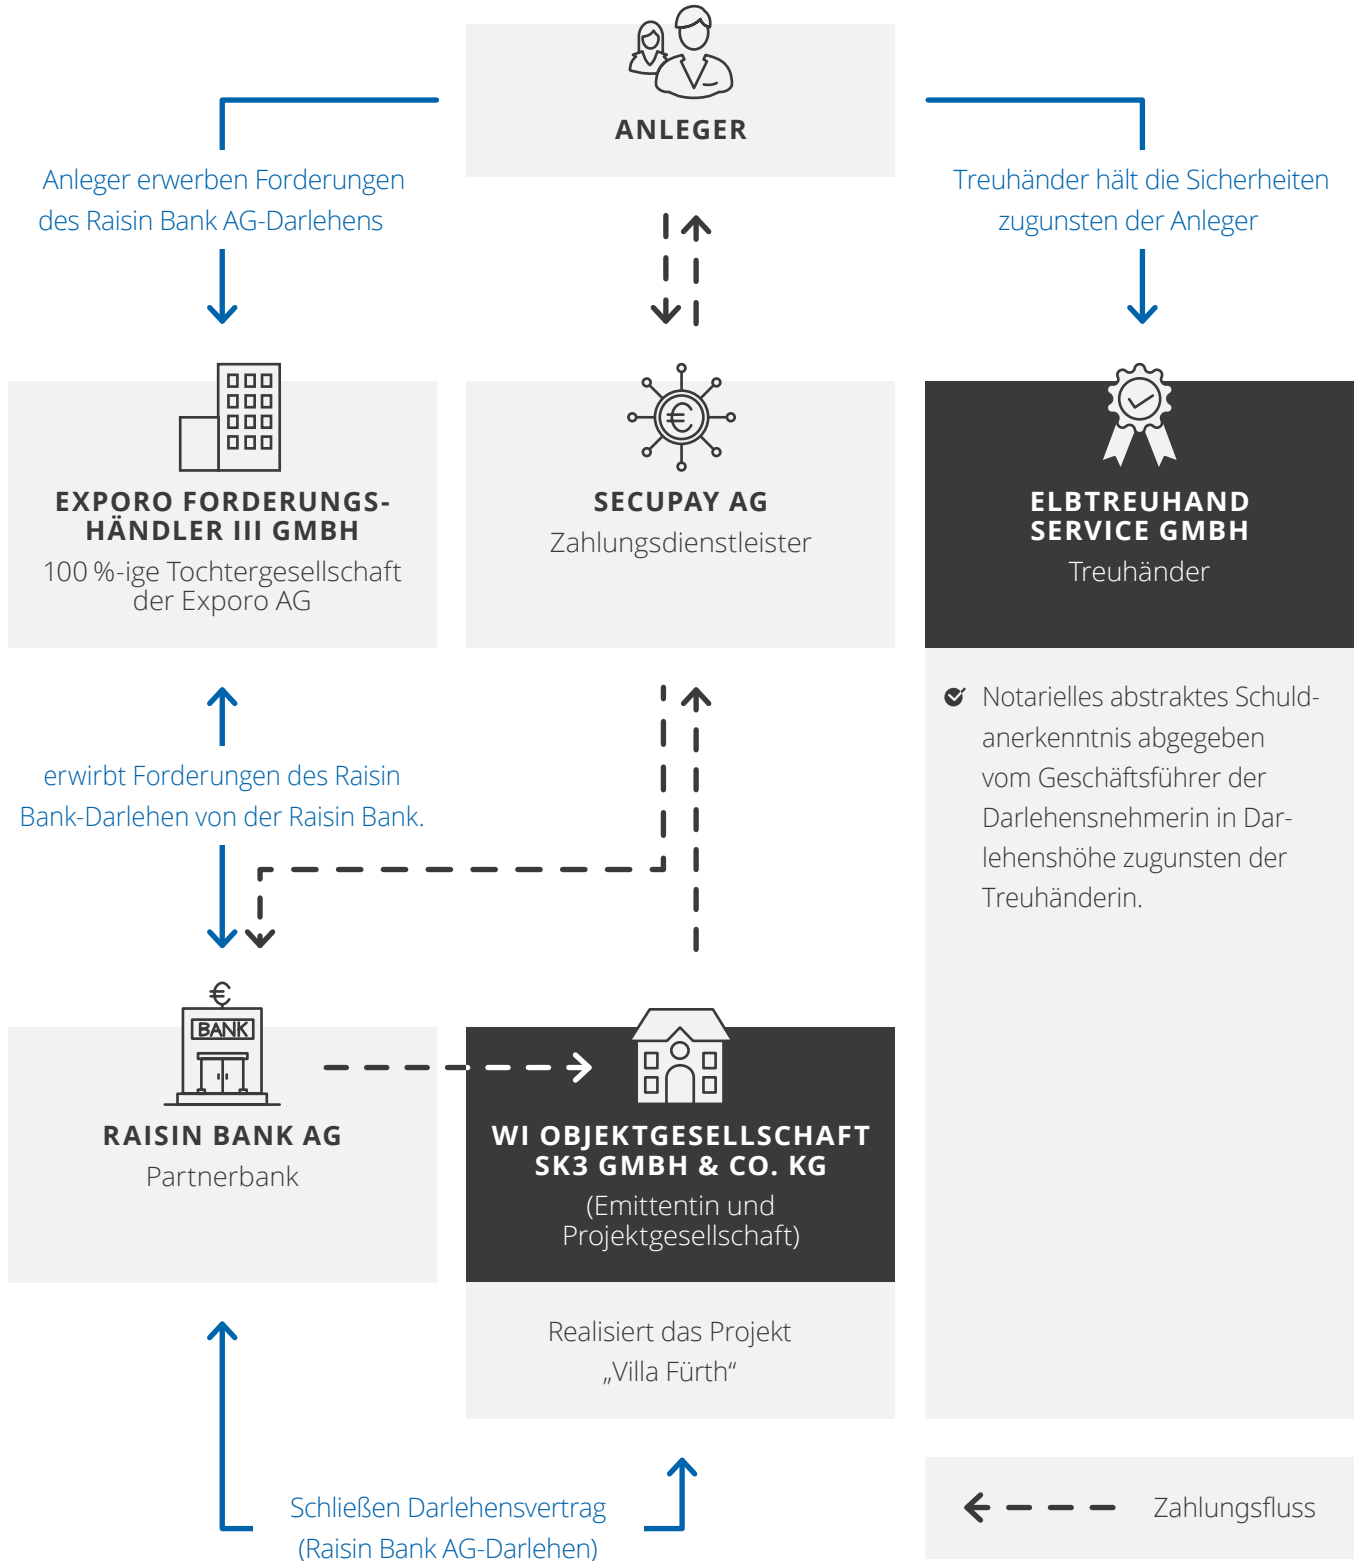 ANLEGER
Anleger erwerben Forderungen
des Raisin Bank AG-Darlehens
Treuhänder hält die Sicherheiten
zugunsten der Anleger
EXPORO FORDERUNGS-
HÄNDLER III GMBH
100 %-ige Tochtergesellschaft
der Exporo AG
€
SECUPAY AG
Zahlungsdienstleister
ELBTREUHAND
SERVICE GMBH
Treuhänder
Notarielles abstraktes Schuld-
anerkenntnis abgegeben
vom Geschäftsführer der
Darlehensnehmerin in Dar-
lehenshöhe zugunsten der
Treuhänderin.
erwirbt Forderungen des Raisin
Bank-Darlehen von der Raisin Bank.
€
BANK
RAISIN BANK AG
Partnerbank
WI OBJEKTGESELLSCHAFT
SK3 GMBH & CO. KG
(Emittentin und
Projektgesellschaft)
Realisiert das Projekt
„Villa Fürth“
Schließen Darlehensvertrag
(Raisin Bank AG-Darlehen)
Zahlungsfluss